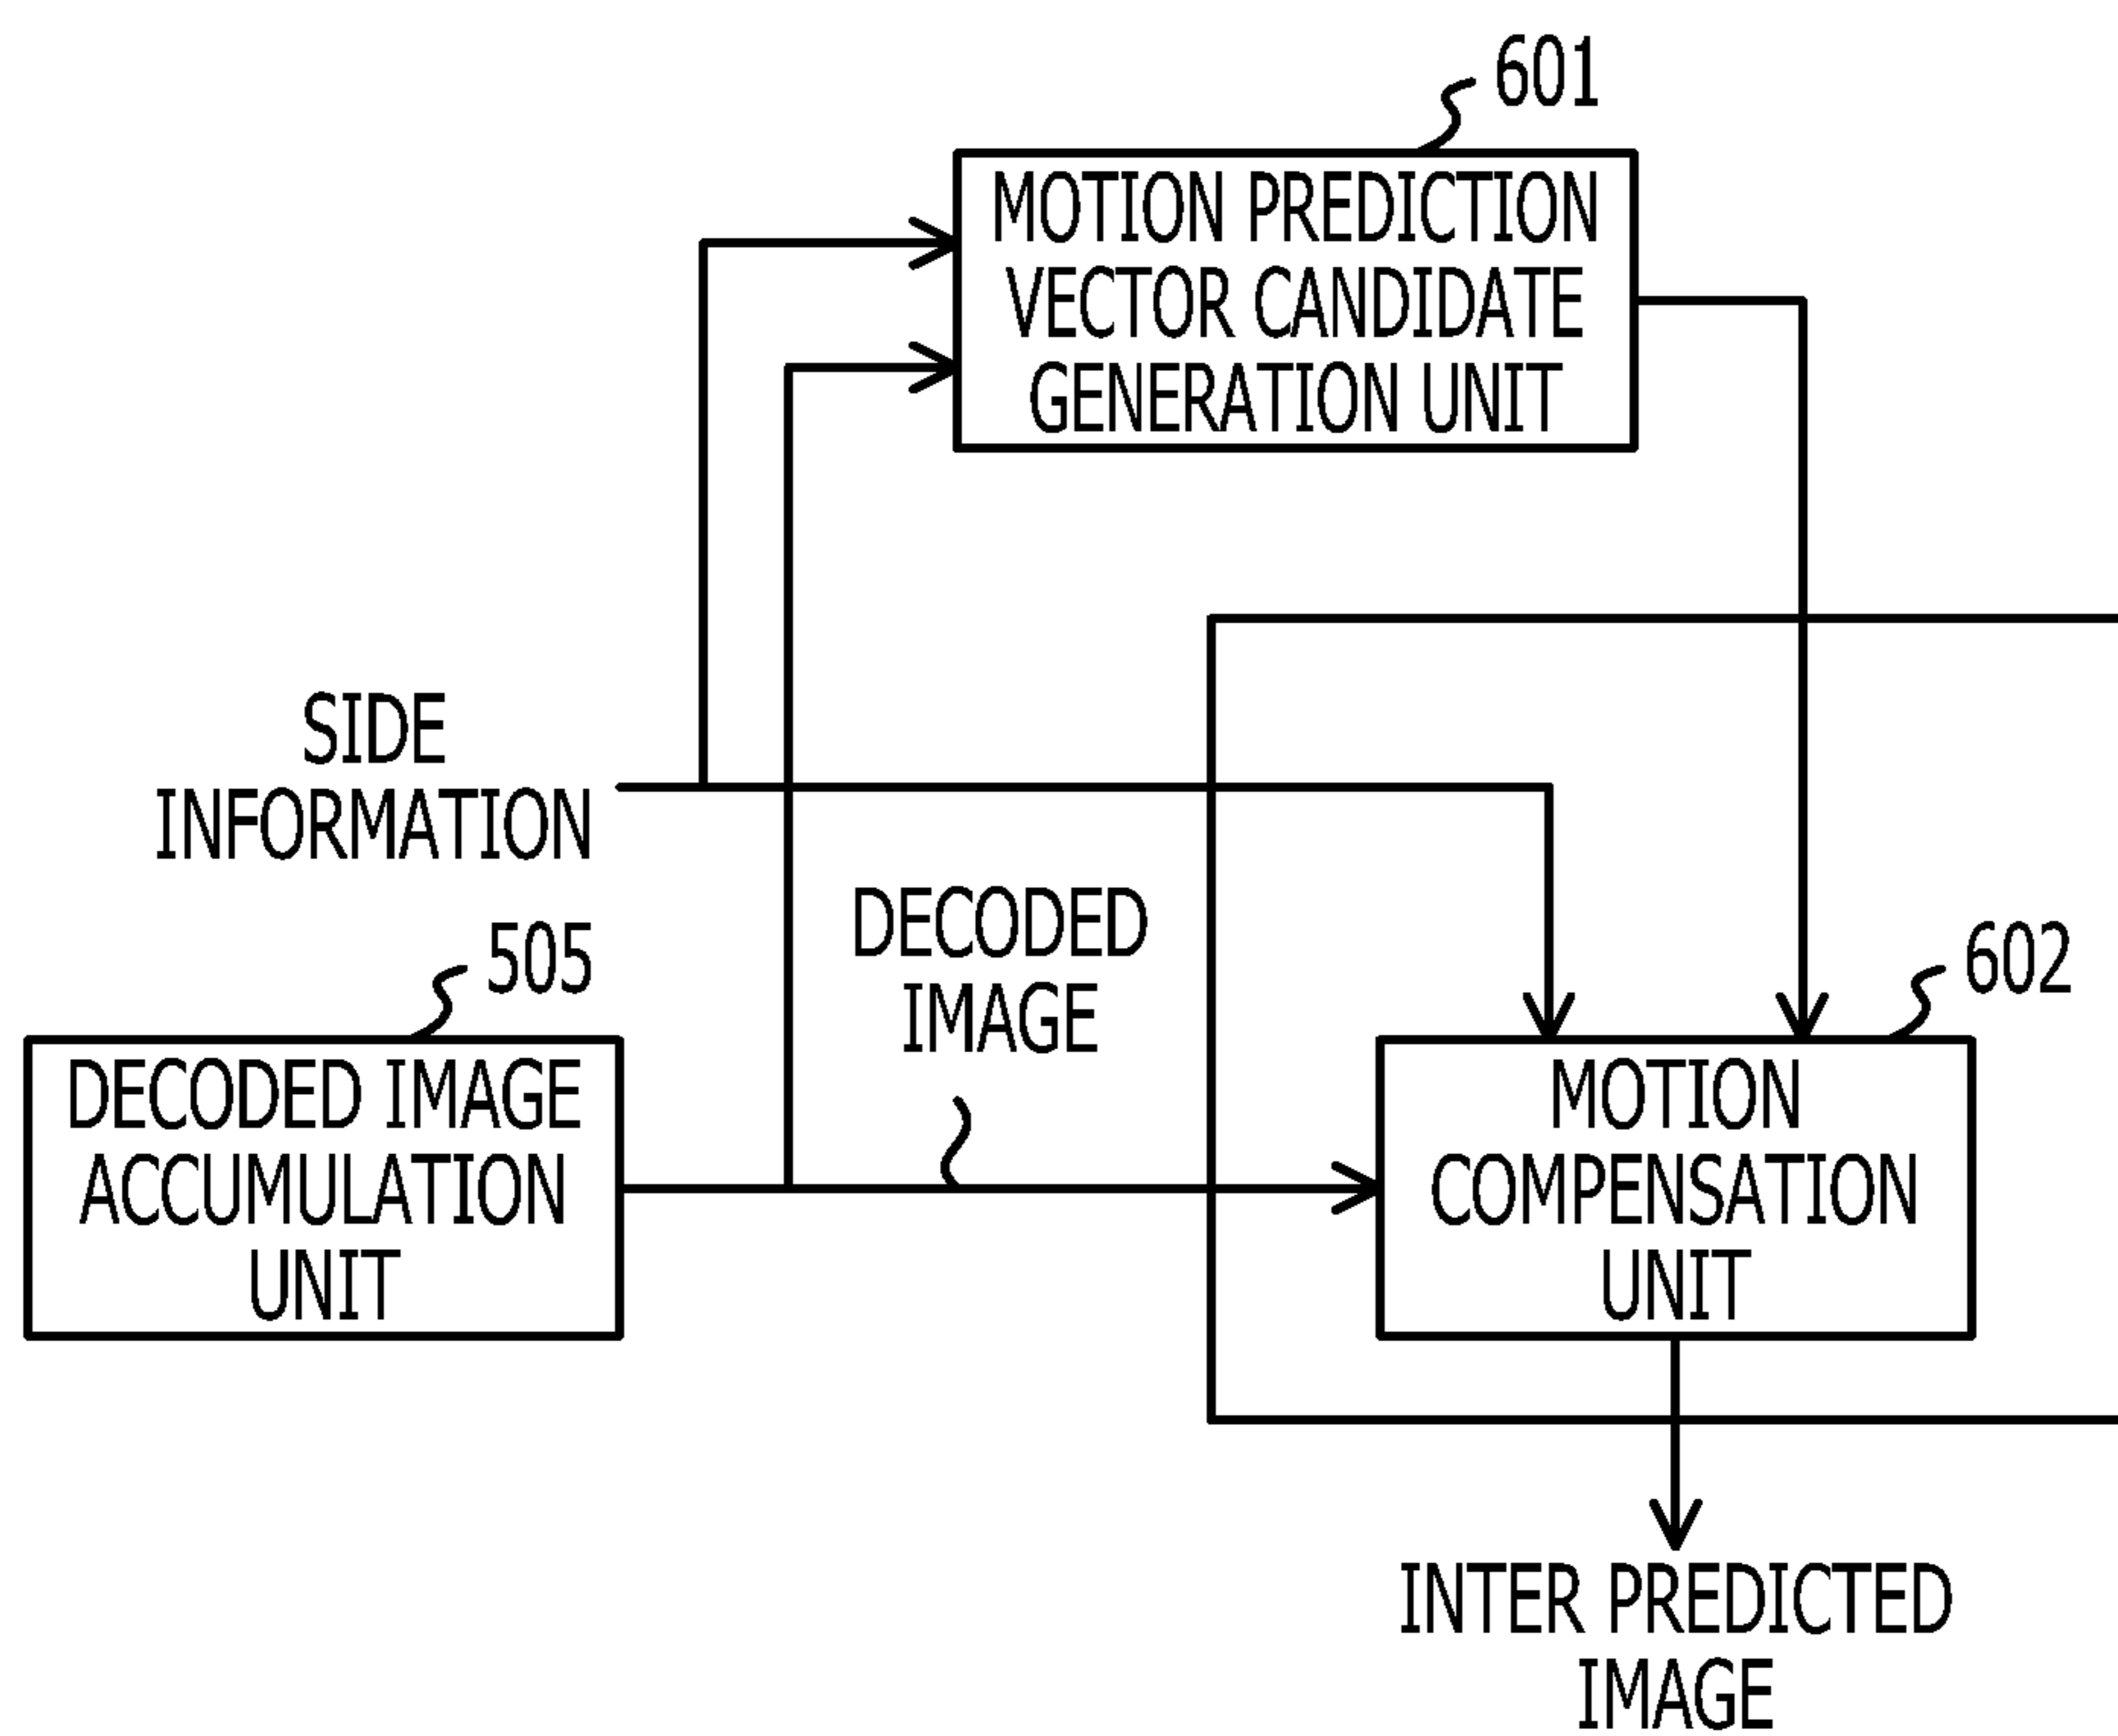 601
MOTION PREDICTION
VECTOR CANDIDATE
GENERATION UNIT
SIDE
INFORMATION
DECODED
IMAGE
505
DECODED IMAGE
ACCUMULATION
UNIT
602
MOTION
COMPENSATION
UNIT
INTER PREDICTED
IMAGE